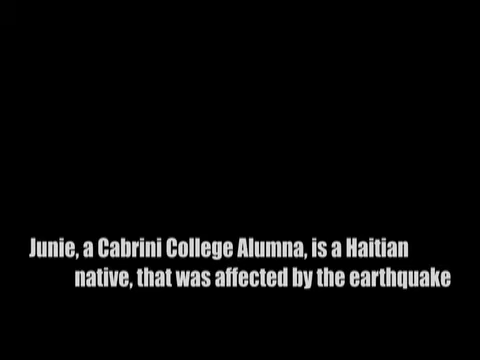 Junie, a Cabrini College Alumna, is a Haitian
native, that was affected by the earthquake